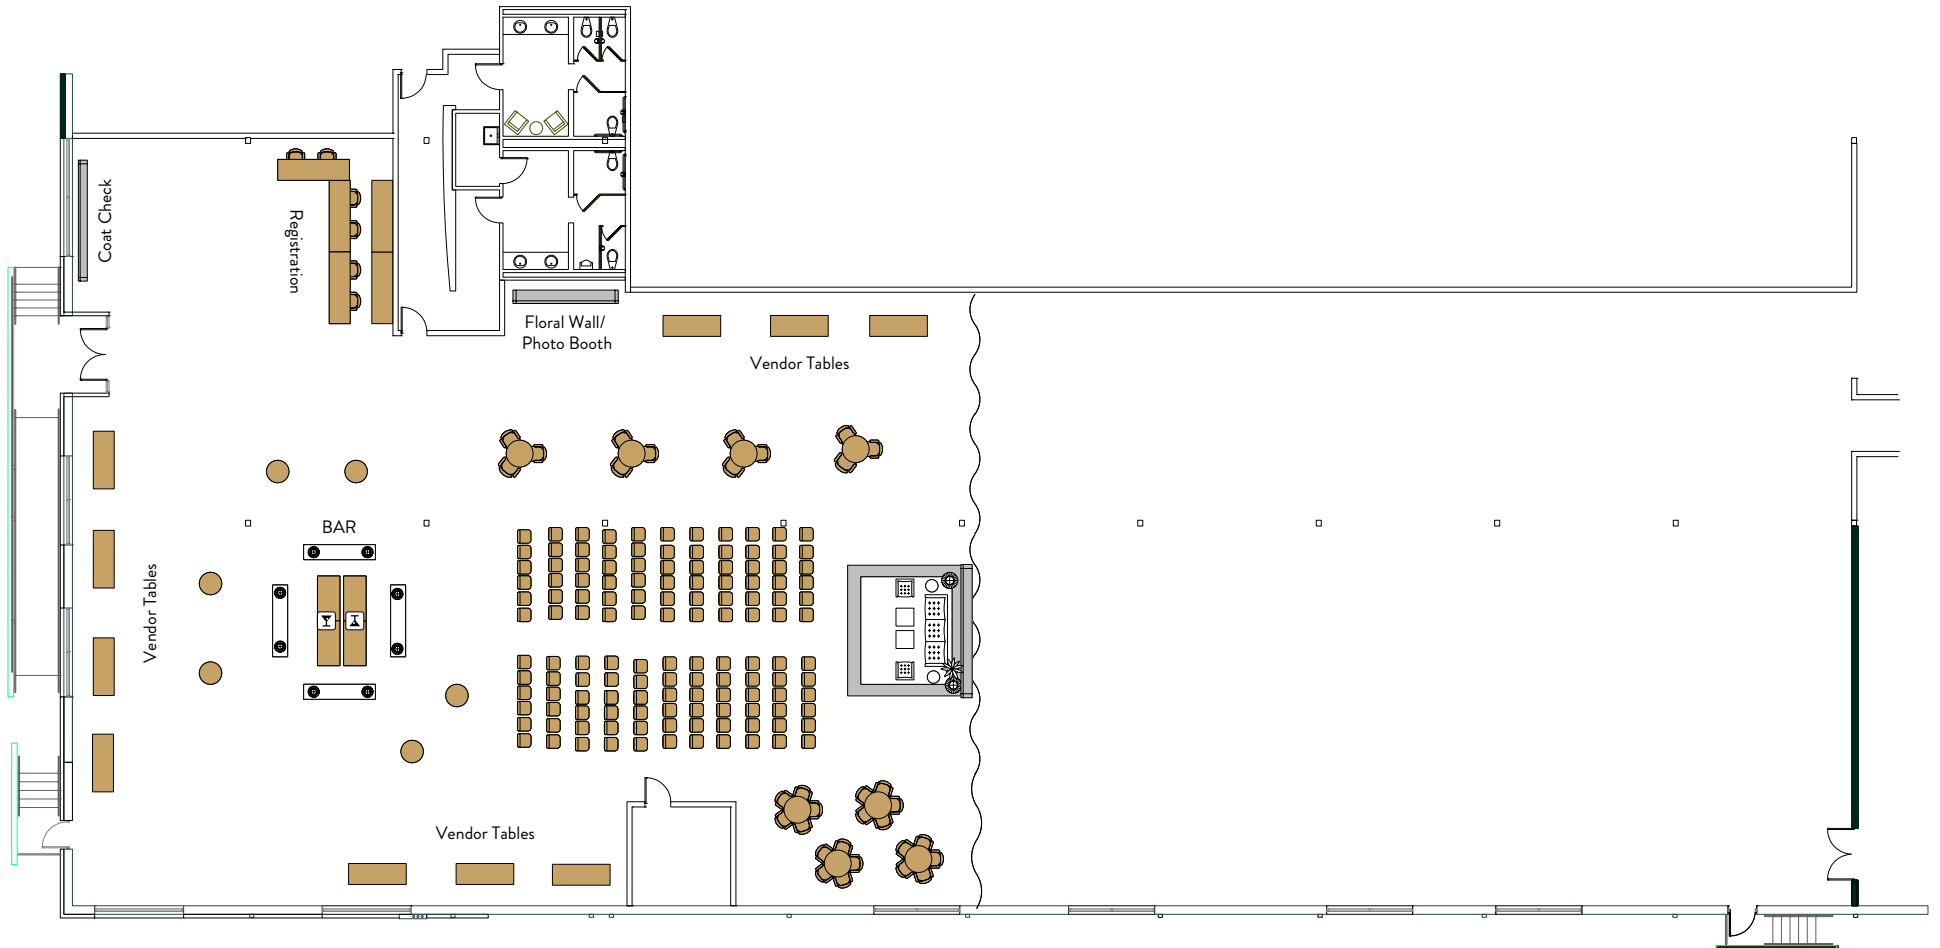 Coat Check
Registration
Floral Wall/
Photo Booth
Vendor Tables
BAR
Vendor Tables
Vendor Tables